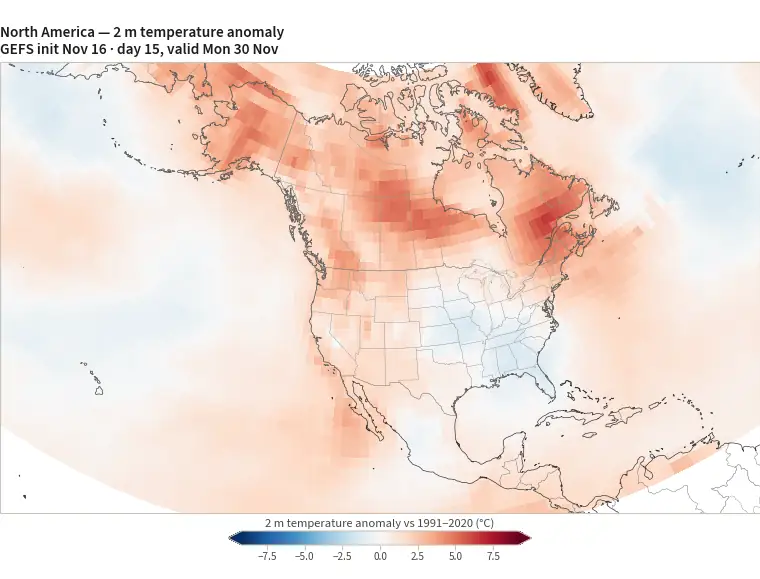 North America — 2 m temperature anomaly
GEFS init Nov 16 · day 15, valid Mon 30 Nov
2 m temperature anomaly vs 1991–2020 (°C)
−7.5 −5.0 −2.5 0.0 2.5 5.0 7.5